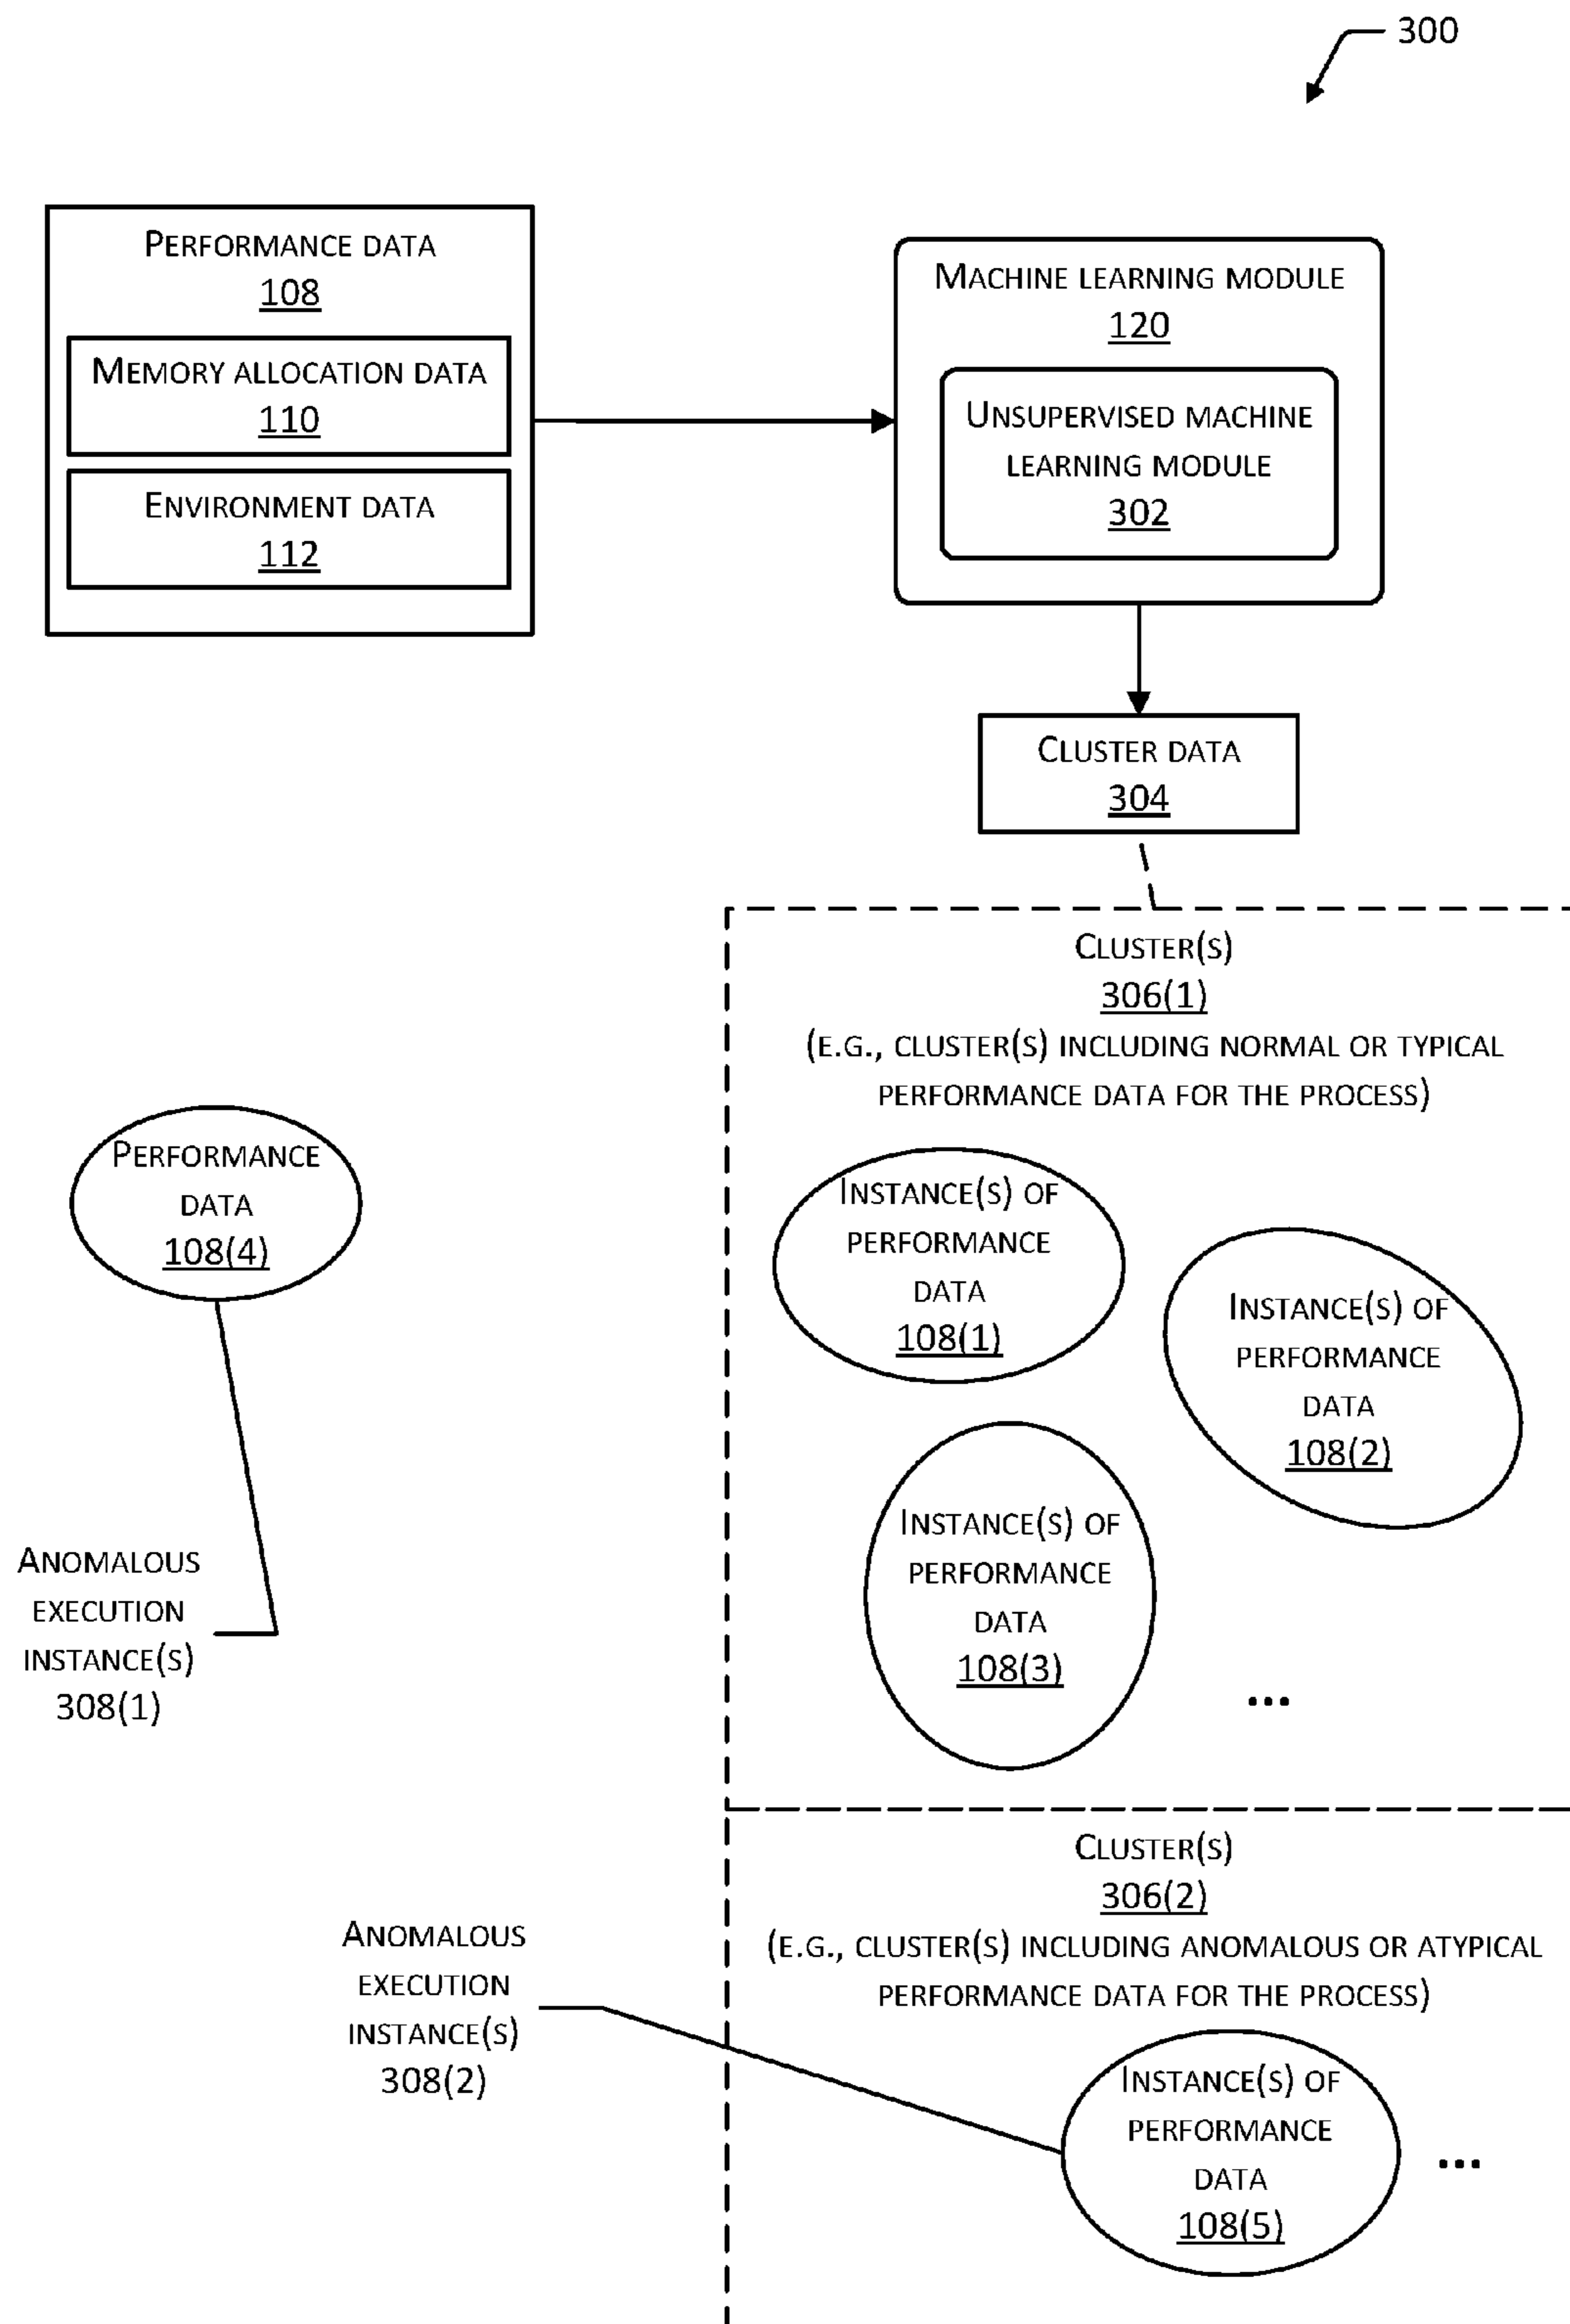 300
PERFORMANCE DATA
108
MEMORY ALLOCATION DATA
110
ENVIRONMENT DATA
112
MACHINE LEARNING MODULE
120
UNSUPERVISED MACHINE
LEARNING MODULE
302
CLUSTER DATA
304
CLUSTER(S)
306(1)
(E.G., CLUSTER(S) INCLUDING NORMAL OR TYPICAL
PERFORMANCE DATA FOR THE PROCESS)
PERFORMANCE
DATA
108(4)
INSTANCE(S) OF
PERFORMANCE
DATA
108(1)
INSTANCE(S) OF
PERFORMANCE
DATA
108(2)
INSTANCE(S) OF
PERFORMANCE
DATA
108(3)
...
ANOMALOUS
EXECUTION
INSTANCE(S)
308(1)
CLUSTER(S)
306(2)
(E.G., CLUSTER(S) INCLUDING ANOMALOUS OR ATYPICAL
PERFORMANCE DATA FOR THE PROCESS)
ANOMALOUS
EXECUTION
INSTANCE(S)
308(2)
INSTANCE(S) OF
PERFORMANCE
DATA
108(5)
...